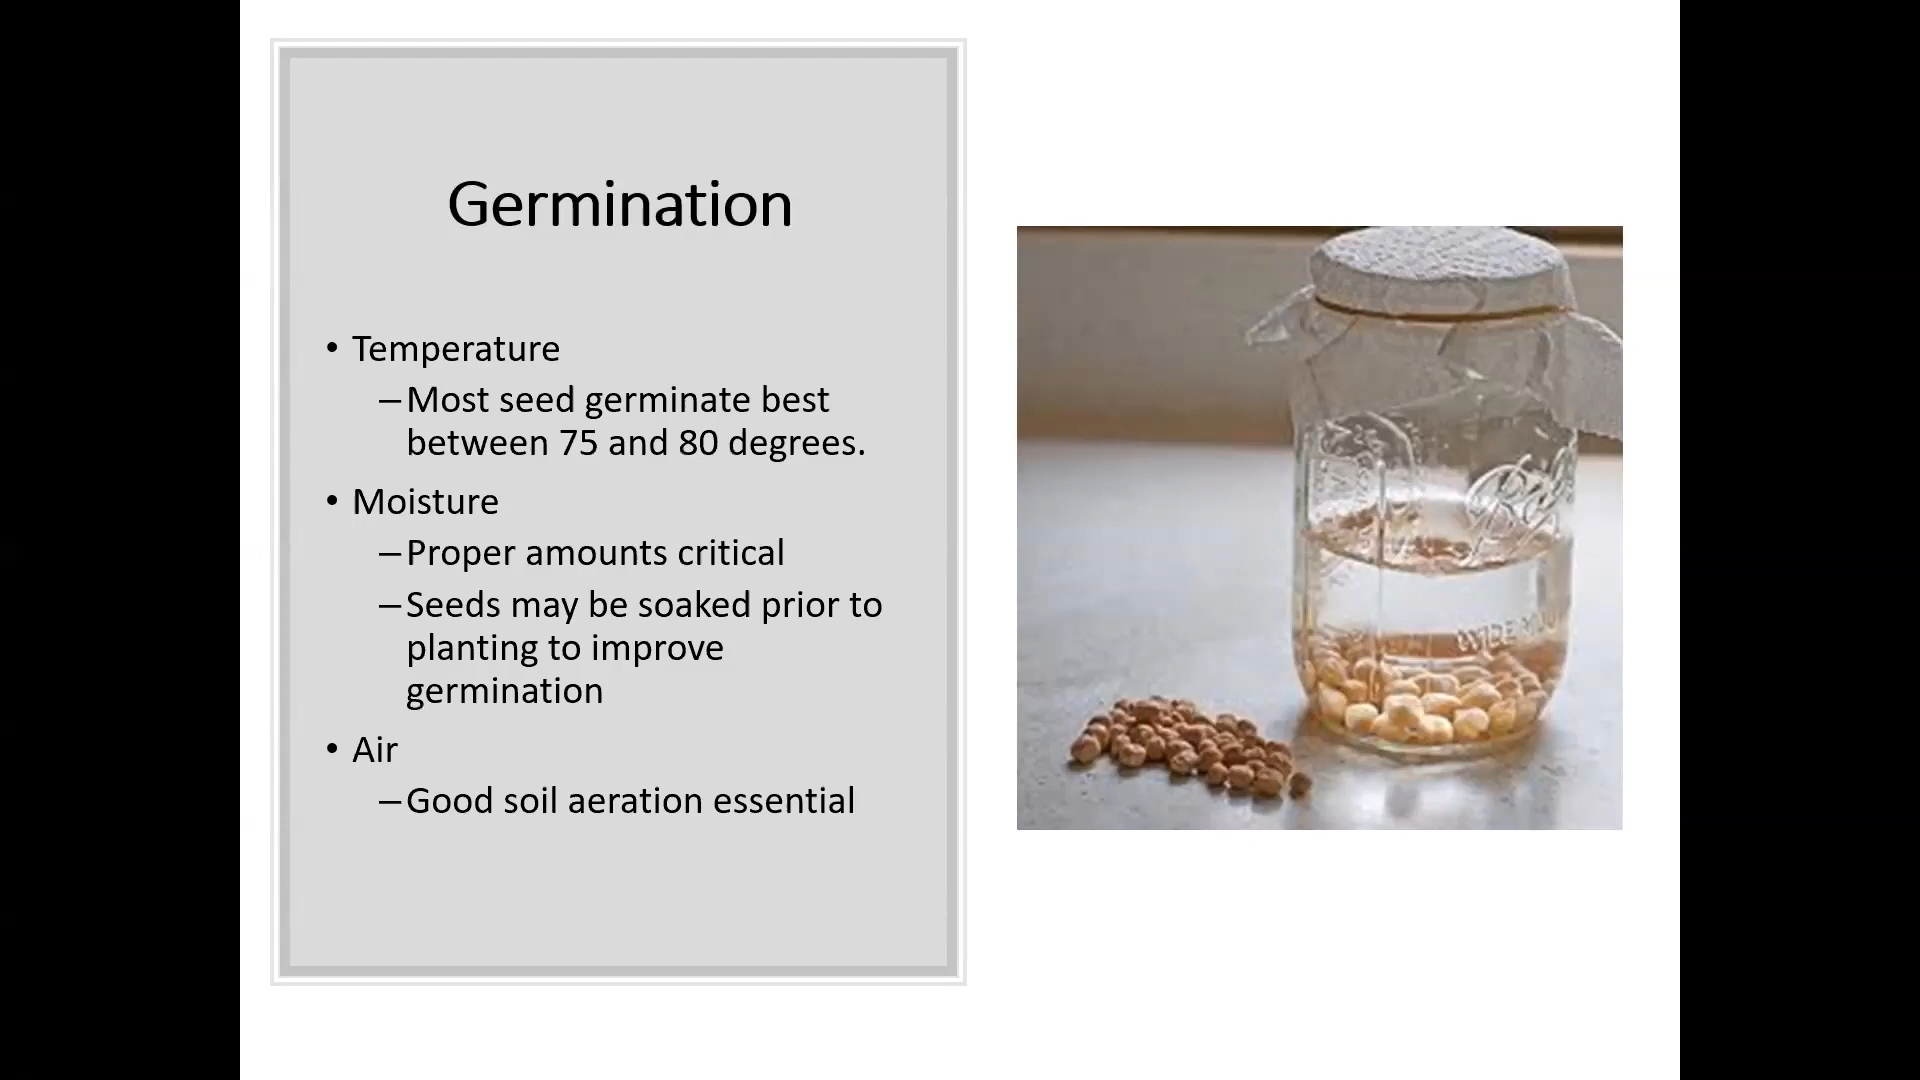 Germination
• Temperature
–Most seed germinate best
between 75 and 80 degrees.
• Moisture
–Proper amounts critical
–Seeds may be soaked prior to
planting to improve
germination
• Air
–Good soil aeration essential
Ball